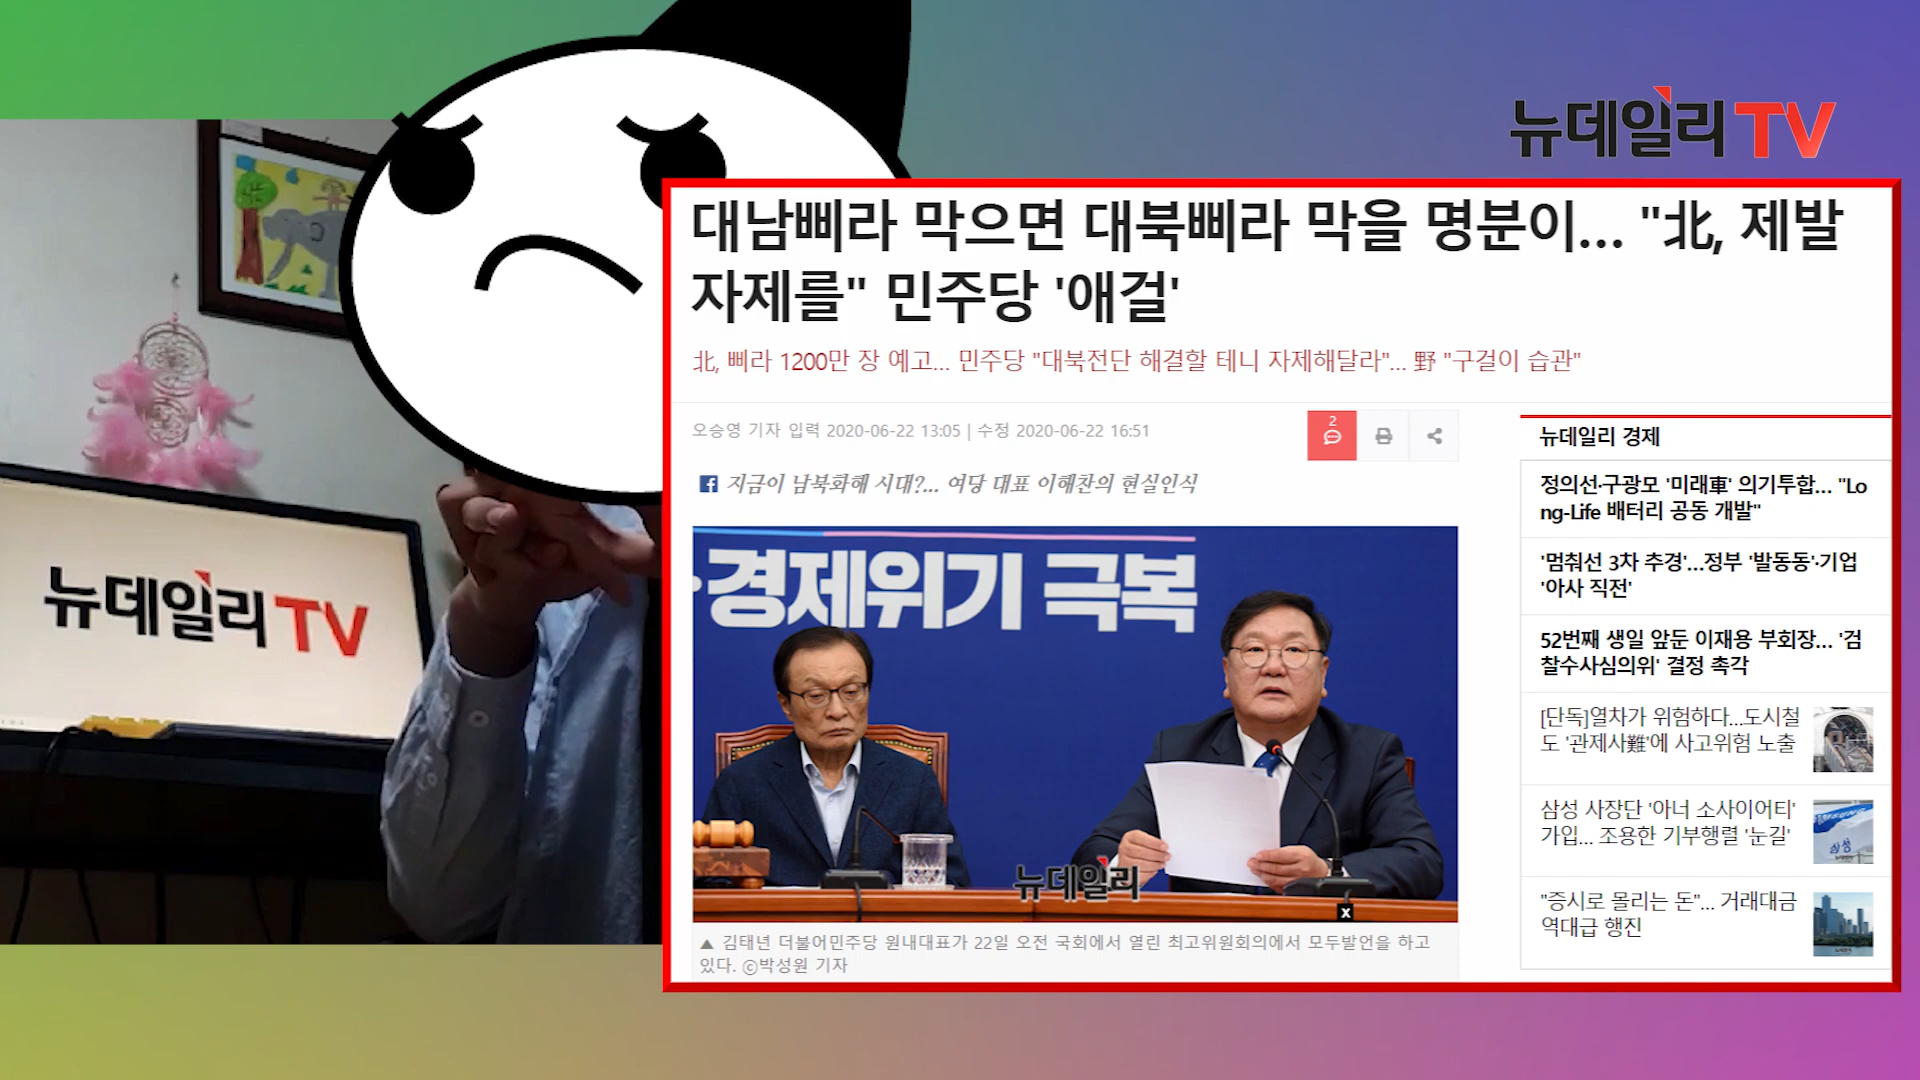 뉴데일리TV
대남삐라 막으면 대북삐라 막을 명분이... "北, 제발
자제를" 민주당 '애걸'
北, 삐라 1200만 장 예고... 민주당 "대북전단 해결할 테니 자제해달라"... 野 "구걸이 습관"
오승영 기자 입력 2020-06-22 13:05 | 수정 2020-06-22 16:51
2
지금이 남북화해 시대?... 여당 대표 이해찬의 현실인식
경제위기 극복
뉴데일리
x
▲ 김태년 더불어민주당 원내대표가 22일 오전 국회에서 열린 최고위원회의에서 모두발언을 하고
있다. ⓒ박성원 기자
뉴데일리 경제
정의선·구광모 '미래車' 의기투합... "Lo
ng-Life 배터리 공동 개발"
'멈춰선 3차 추경'...정부 '발동동'·기업
'아사 직전'
52번째 생일 앞둔 이재용 부회장... '검
찰수사심의위' 결정 촉각
[단독]열차가 위험하다...도시철
도 '관제사難'에 사고위험 노출
삼성 사장단 '아너 소사이어티'
가입... 조용한 기부행렬 '눈길'
삼성
"증시로 몰리는 돈"... 거래대금
역대급 행진
뉴데일리TV